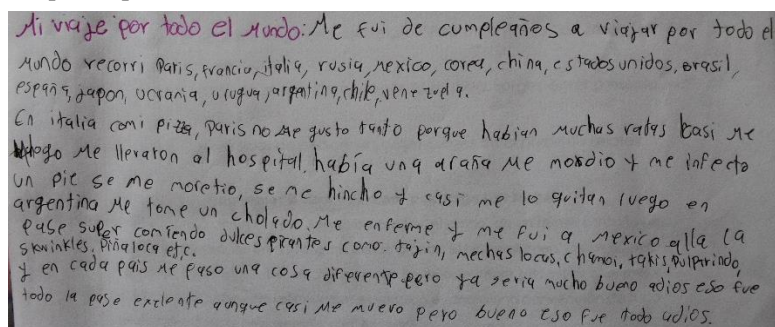 Mi viaje por todo el Mundo: Me fui de cumpleaños a viajar por todo el
Mundo recorri Paris, francia, italia, rusia, Mexico, corea, china, estados unidos, brasil,
españa, japon, ucrania, urugua, argentina, chile, venezuela.
En italia comi pizza, paris no Me gusto tanto porque habian Muchas ratas casi Me
ahogo Me llevaron al hospital, había una araña Me mordio y me infecto
un pie se me moretio, se me hincho y casi me lo quitan luego en
argentina Me tome un cholado. Me enferme y me fui a Mexico alla la
pase super comiendo dulces picantes como: tajin, mechas locas, chamoi, takis, pulparindo,
skwinkles, Piña loca etc.
y en cada pais Me paso una cosa diferente pero ya seria mucho bueno adios eso fue
todo la pase exelente aunque casi Me muero pero bueno eso fue todo adios.